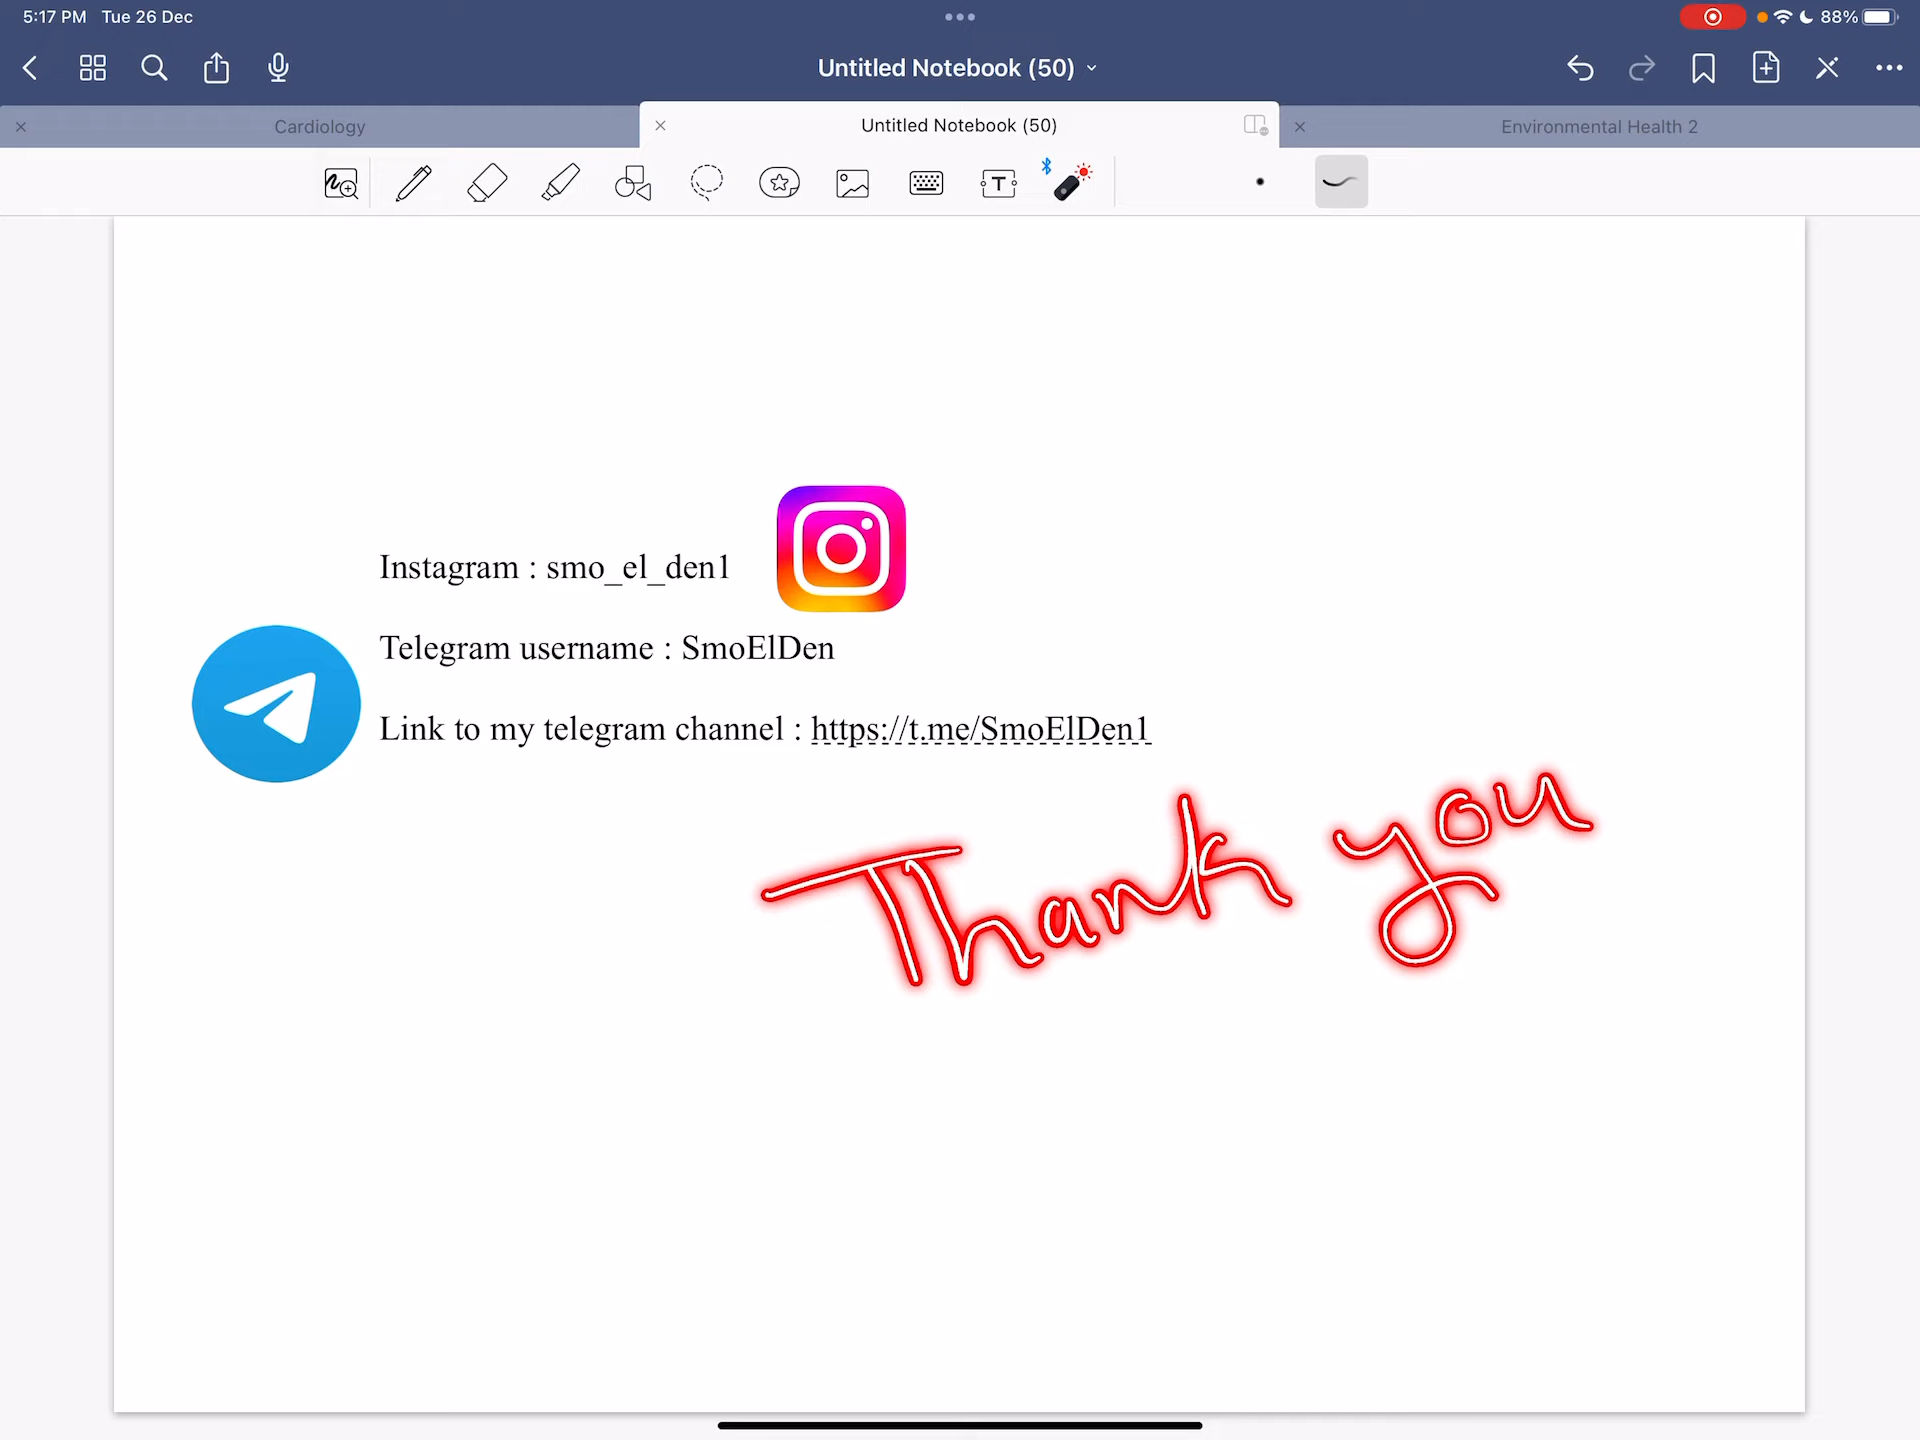 5:17 PM Tue 26 Dec
88%
Untitled Notebook (50)
Cardiology
Untitled Notebook (50)
Environmental Health 2
Instagram : smo_el_den1
Telegram username : SmoElDen
Link to my telegram channel : https://t.me/SmoElDen1
Thank you